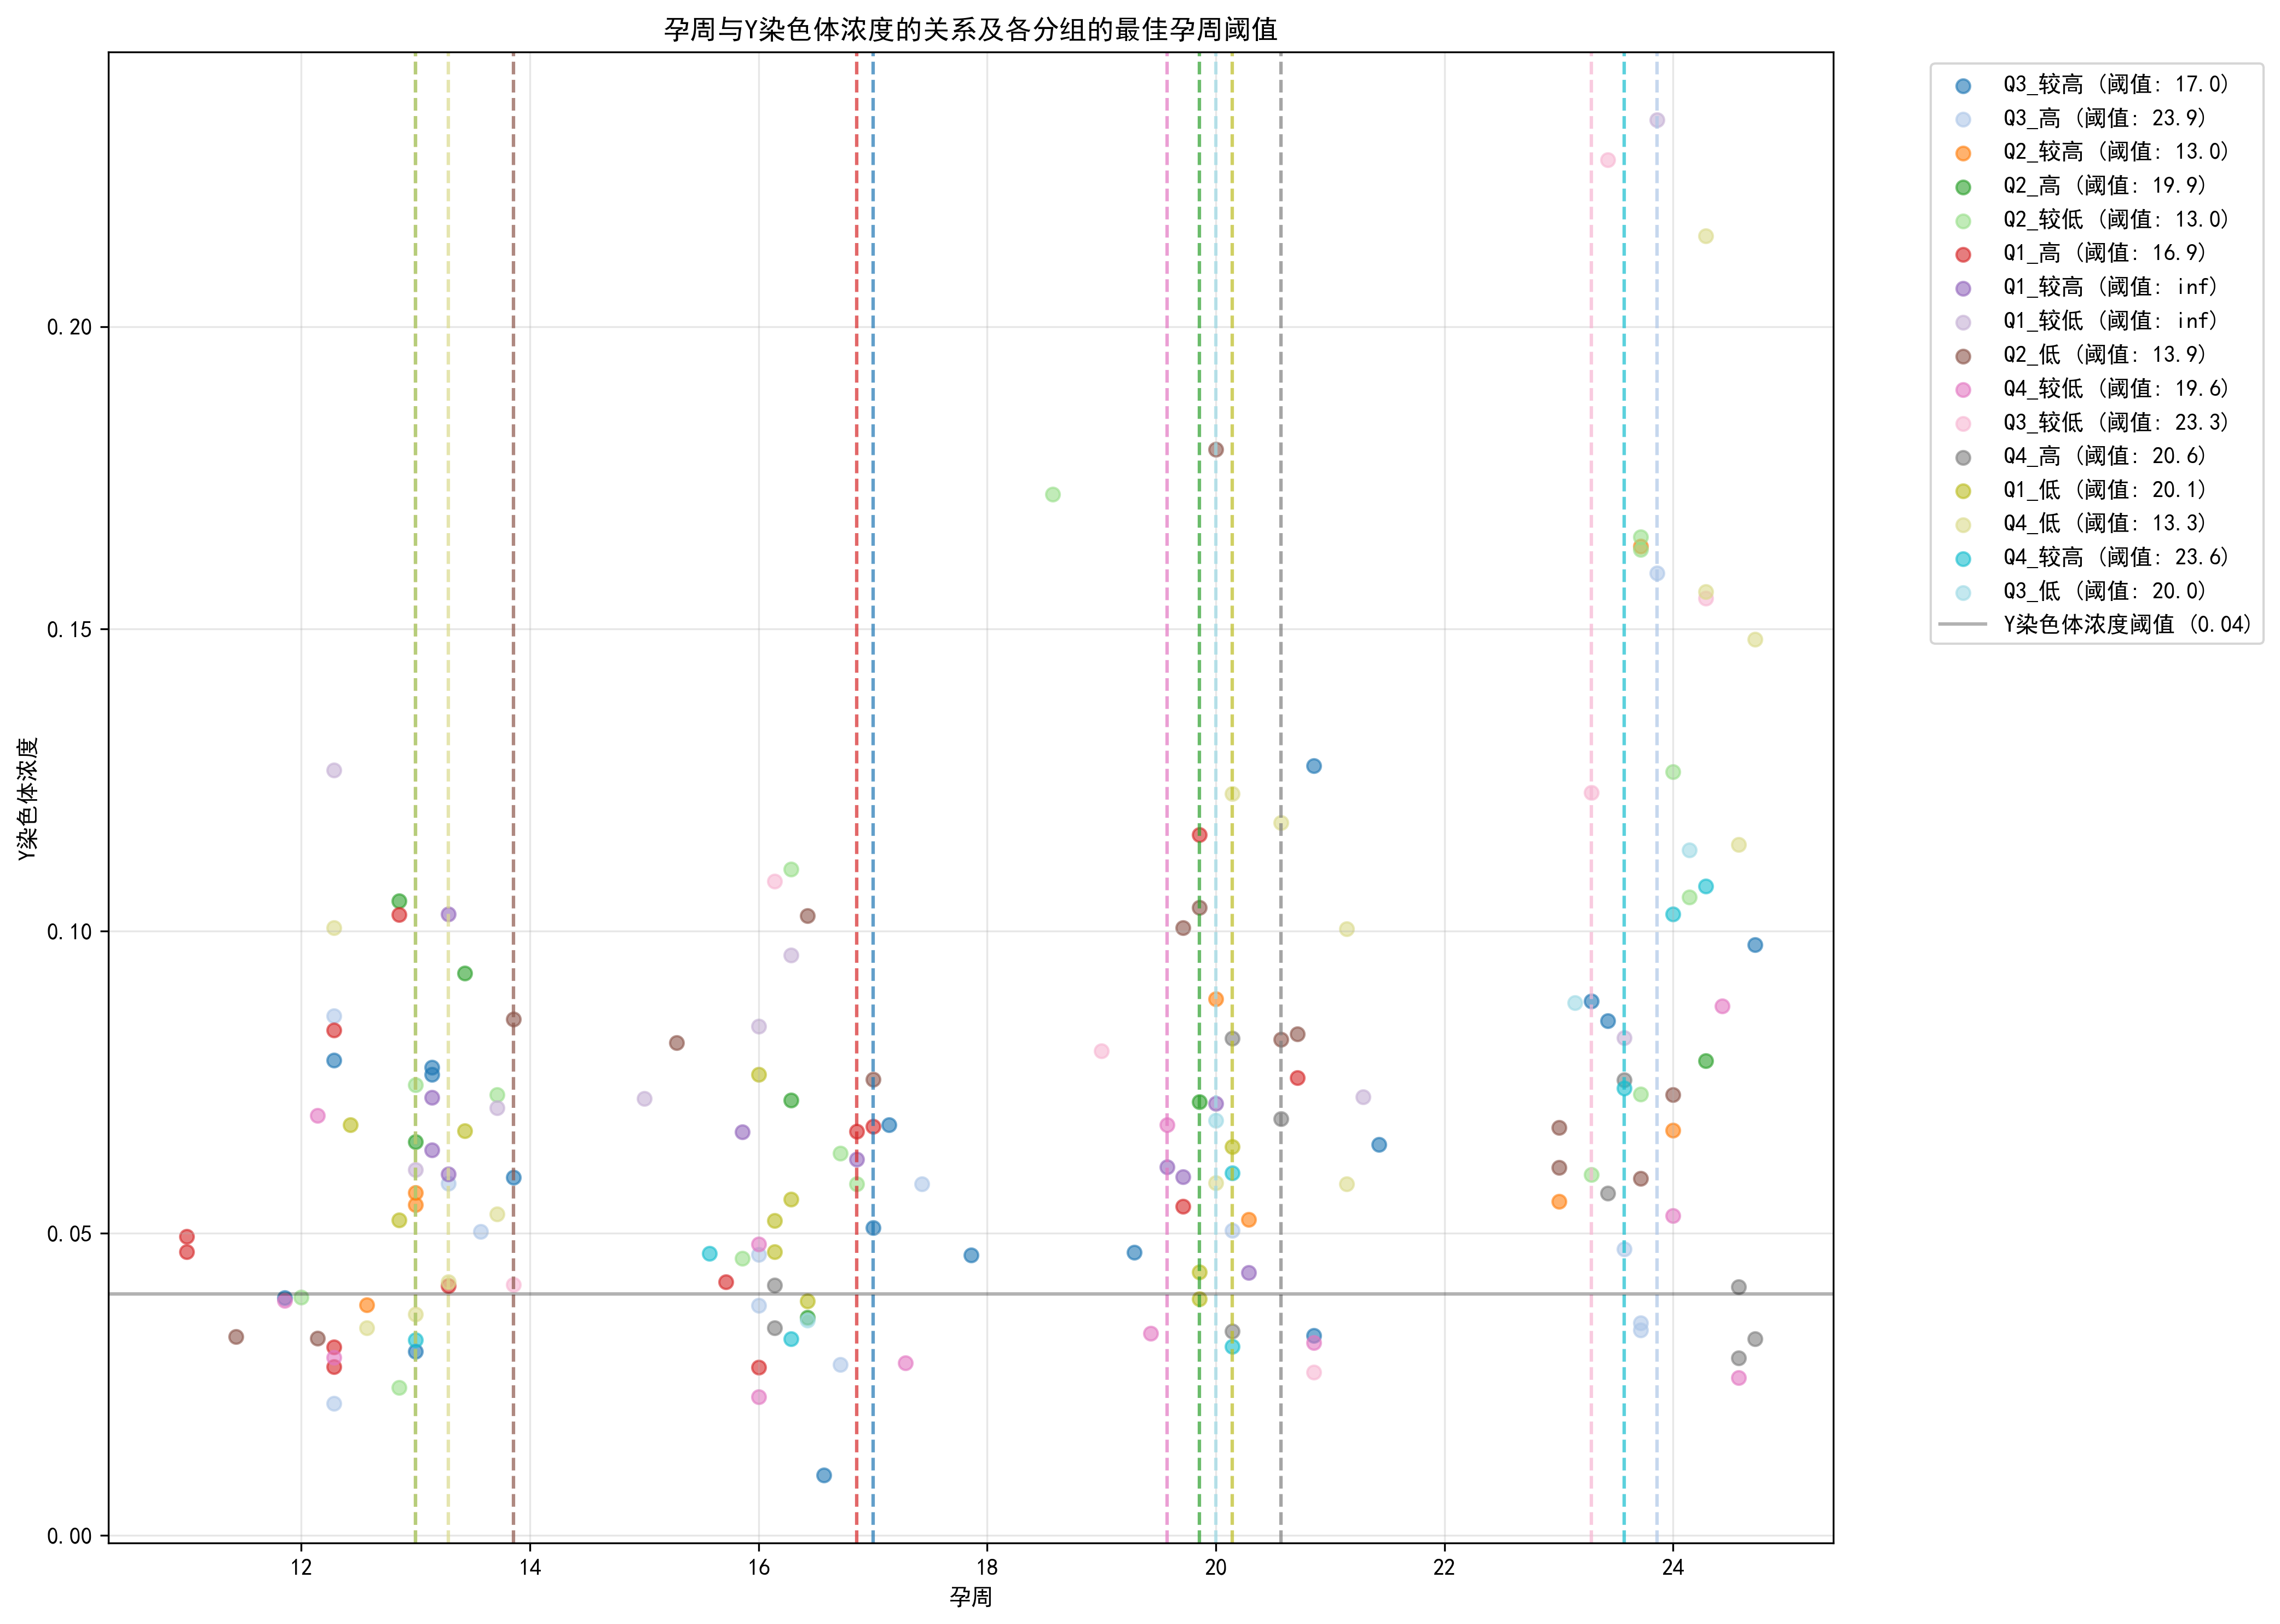 孕周与Y染色体浓度的关系及各分组的最佳孕周阈值
Y染色体浓度
0.20
0.15
0.10
0.05
0.00
12
14
16
18
20
22
24
孕周
Q3_较高 (阈值: 17.0)
Q3_高 (阈值: 23.9)
Q2_较高 (阈值: 13.0)
Q2_高 (阈值: 19.9)
Q2_较低 (阈值: 13.0)
Q1_高 (阈值: 16.9)
Q1_较高 (阈值: inf)
Q1_较低 (阈值: inf)
Q2_低 (阈值: 13.9)
Q4_较低 (阈值: 19.6)
Q3_较低 (阈值: 23.3)
Q4_高 (阈值: 20.6)
Q1_低 (阈值: 20.1)
Q4_低 (阈值: 13.3)
Q4_较高 (阈值: 23.6)
Q3_低 (阈值: 20.0)
Y染色体浓度阈值 (0.04)